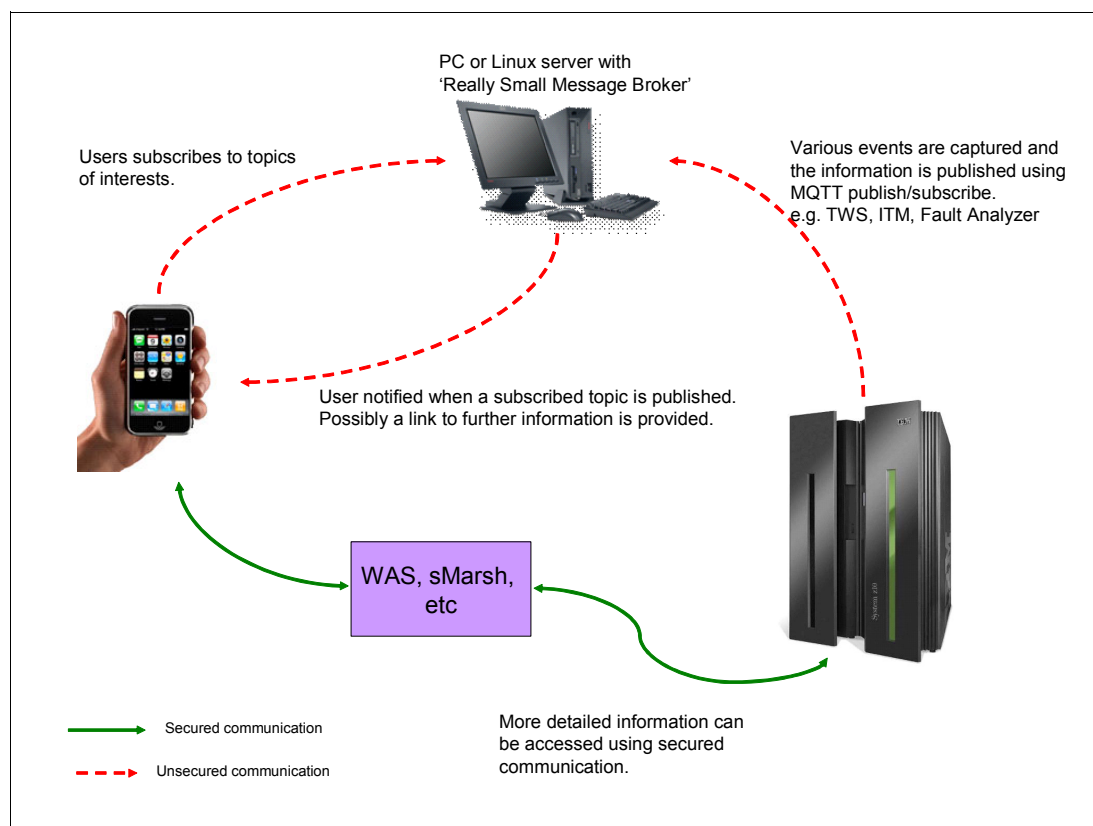 PC or Linux server with
‘Really Small Message Broker’
Users subscribes to topics
of interests.
Various events are captured and
the information is published using
MQTT publish/subscribe.
e.g. TWS, ITM, Fault Analyzer
User notified when a subscribed topic is published.
Possibly a link to further information is provided.
WAS, sMarsh,
etc
System z10
More detailed information can
be accessed using secured
communication.
Secured communication
Unsecured communication